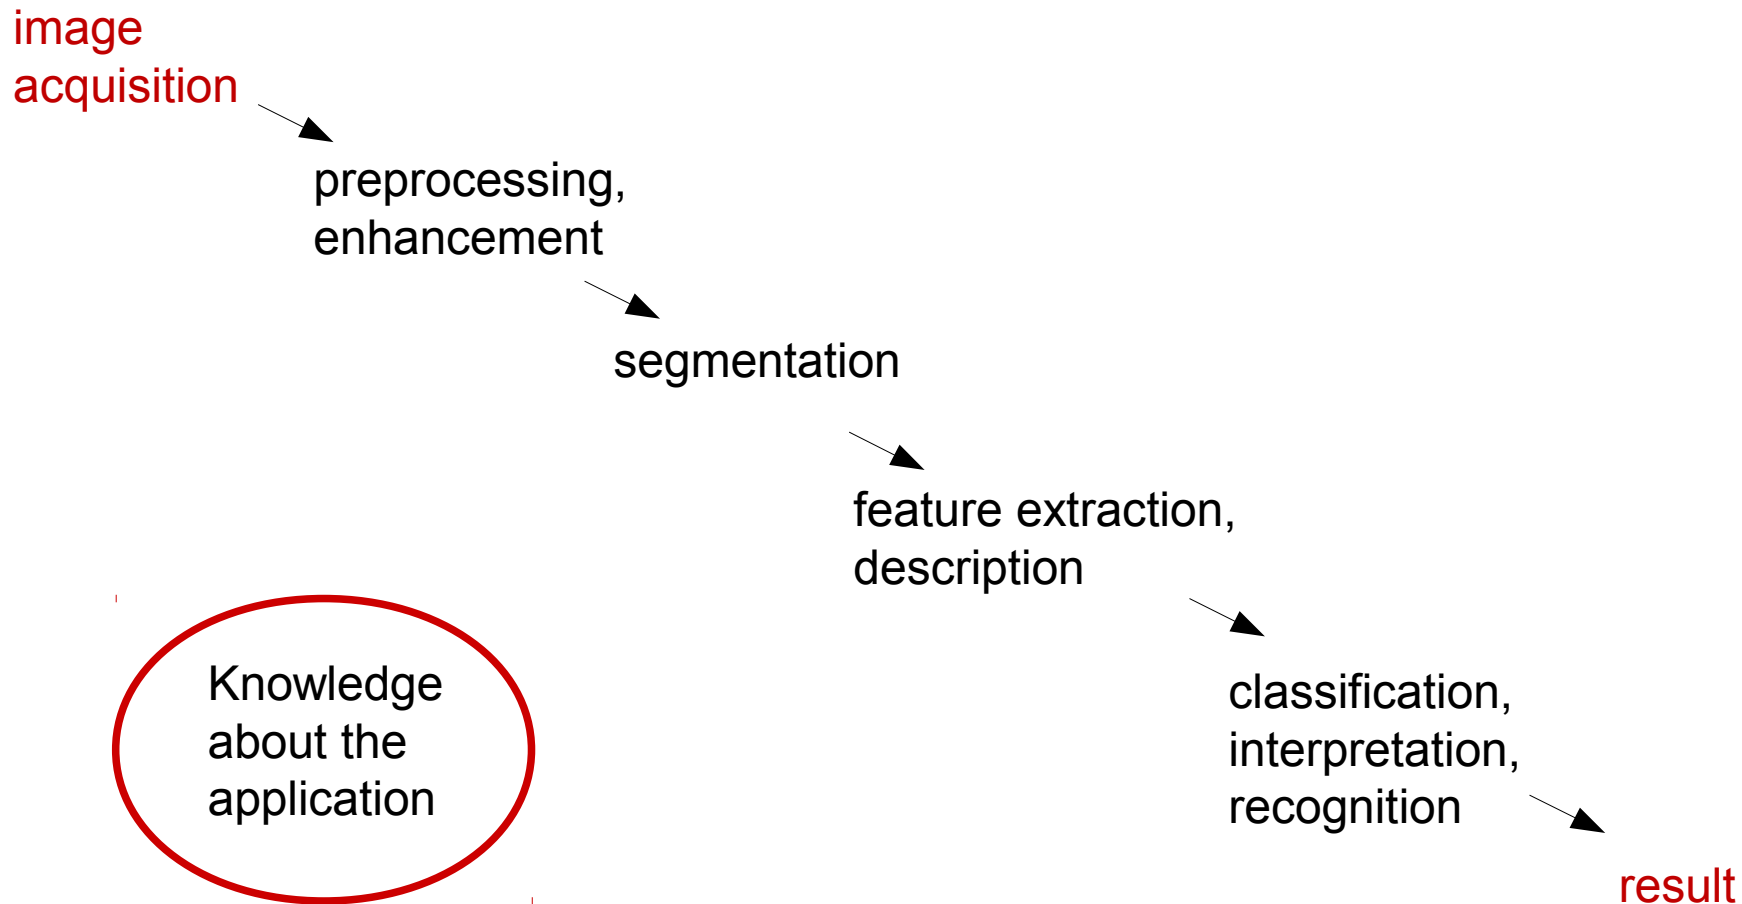 image
acquisition
preprocessing,
enhancement
segmentation
feature extraction,
description
Knowledge
about the
application
classification,
interpretation,
recognition
result